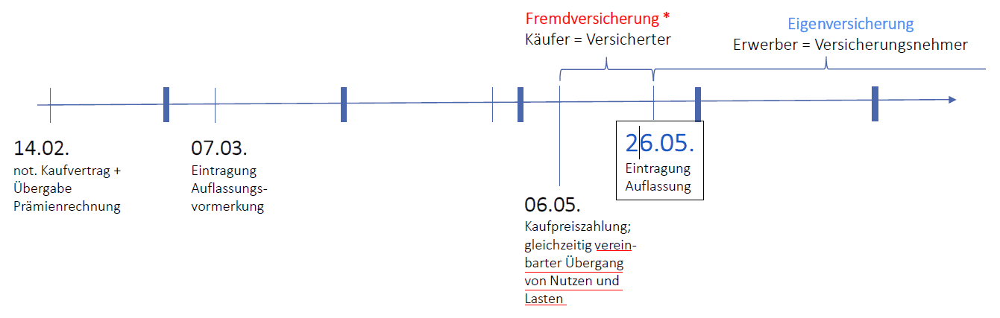 Fremdversicherung *
Käufer = Versicherter
Eigenversicherung
Erwerber = Versicherungsnehmer
14.02.
not. Kaufvertrag +
Übergabe
Prämienrechnung
07.03.
Eintragung
Auflassungs-
vormerkung
06.05.
Kaufpreiszahlung;
gleichzeitig verein-
barter Übergang
von Nutzen und
Lasten
26.05.
Eintragung
Auflassung